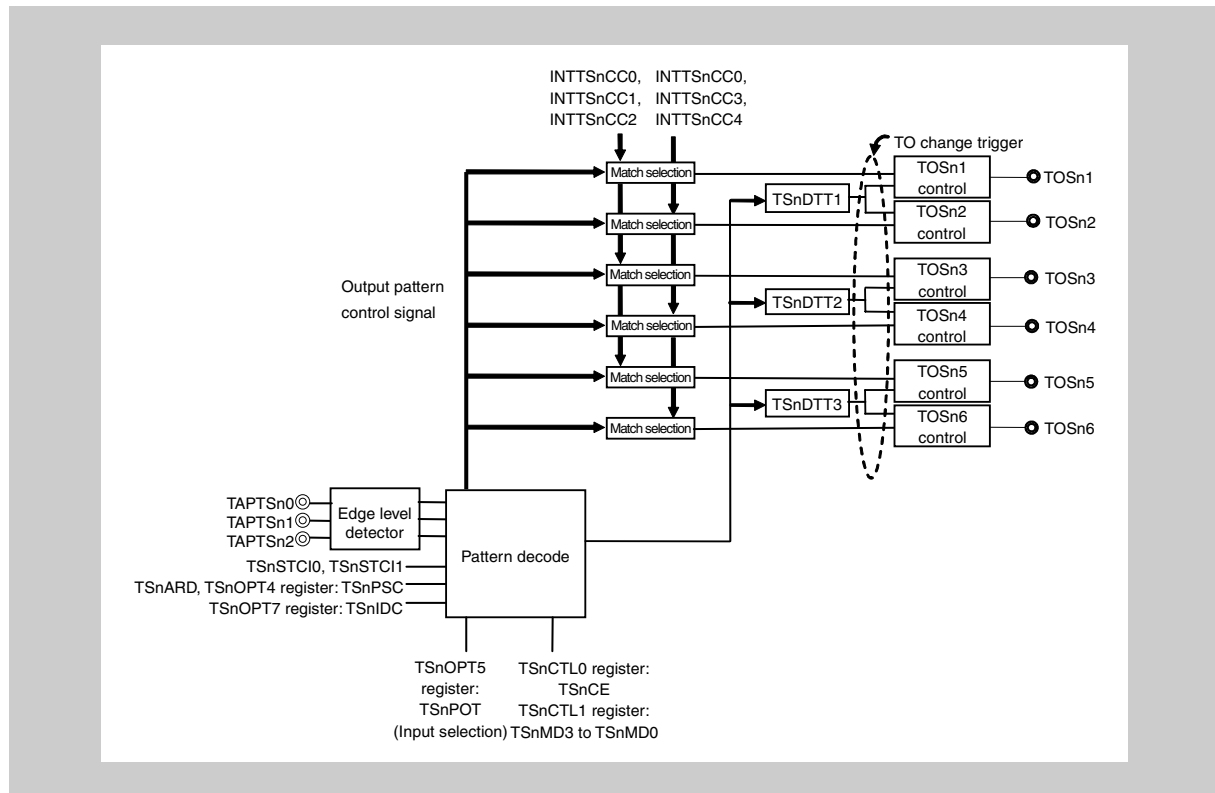 INTTSnCC0, INTTSnCC0,
INTTSnCC1, INTTSnCC3,
INTTSnCC2 INTTSnCC4
TO change trigger
Match selection
TOSn1
control
TOSn1
TSnDTT1
Match selection
TOSn2
control
TOSn2
Output pattern
control signal
Match selection
TOSn3
control
TOSn3
TSnDTT2
Match selection
TOSn4
control
TOSn4
Match selection
TOSn5
control
TOSn5
TSnDTT3
Match selection
TOSn6
control
TOSn6
TAPTSn0
TAPTSn1
TAPTSn2
Edge level
detector
Pattern decode
TSnSTCI0, TSnSTCI1
TSnARD, TSnOPT4 register: TSnPSC
TSnOPT7 register: TSnIDC
TSnOPT5
register:
TSnPOT
(Input selection)
TSnCTL0 register:
TSnCE
TSnCTL1 register:
TSnMD3 to TSnMD0